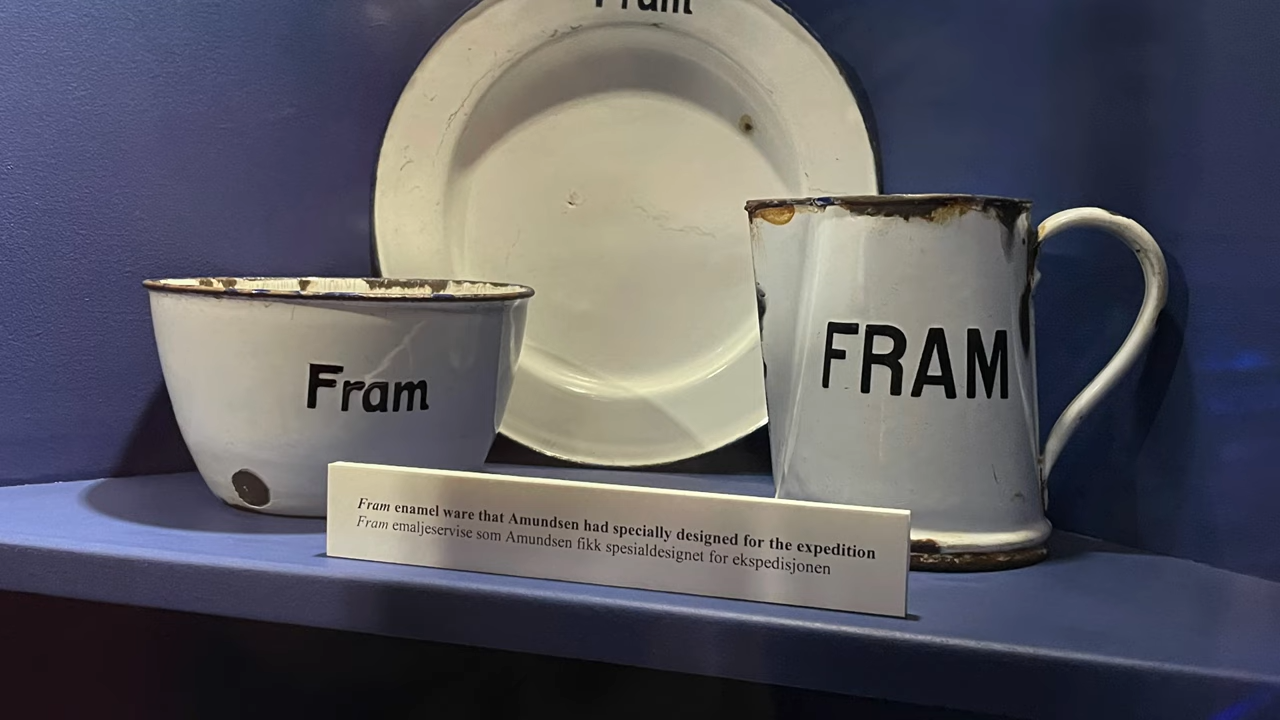 Fram
Fram
FRAM
Fram enamel ware that Amundsen had specially designed for the expedition
Fram emaljeservise som Amundsen fikk spesialdesignet for ekspedisjonen